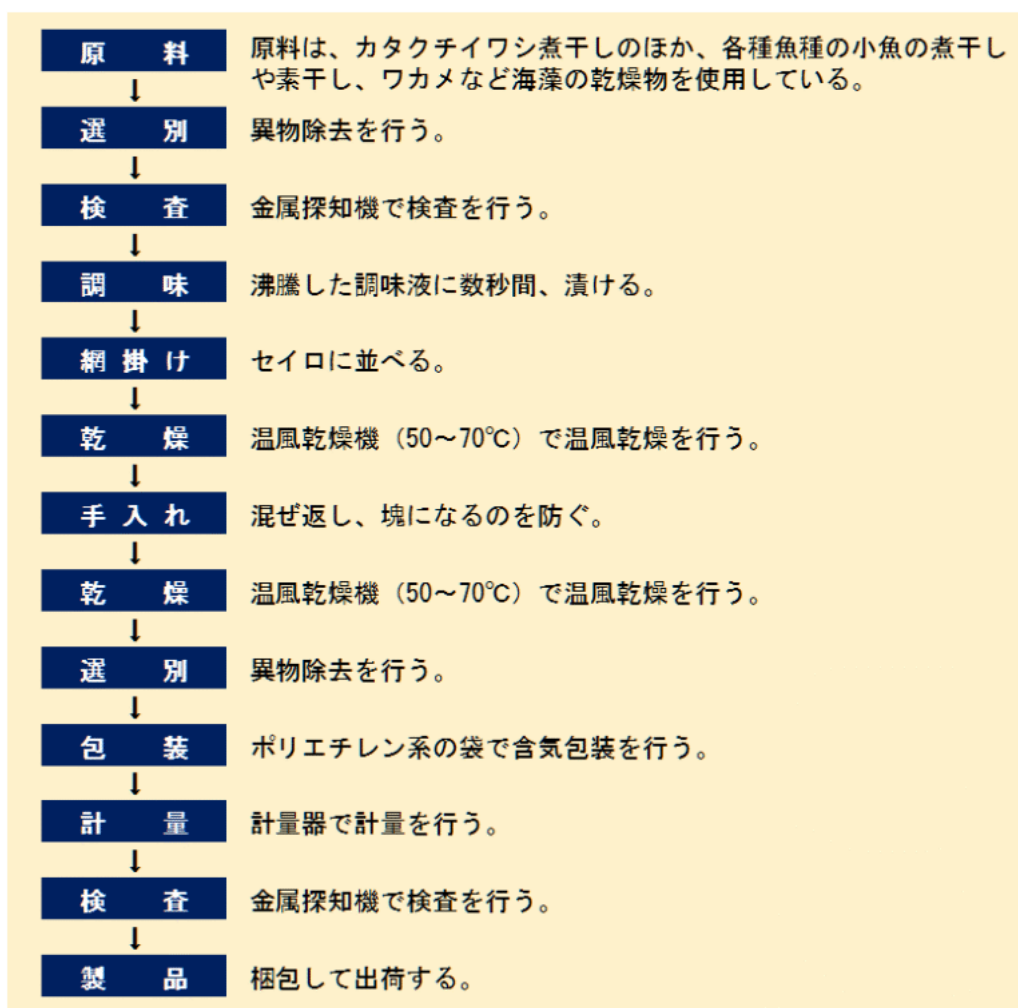 原料
原料は、カタクチイワシ煮干しのほか、各種魚種の小魚の煮干し
や素干し、ワカメなど海藻の乾燥物を使用している。
↓
選別
異物除去を行う。
↓
検査
金属探知機で検査を行う。
↓
調味
沸騰した調味液に数秒間、漬ける。
↓
網掛け
セイロに並べる。
↓
乾燥
温風乾燥機（50～70℃）で温風乾燥を行う。
↓
手入れ
混ぜ返し、塊になるのを防ぐ。
↓
乾燥
温風乾燥機（50～70℃）で温風乾燥を行う。
↓
選別
異物除去を行う。
↓
包装
ポリエチレン系の袋で含気包装を行う。
↓
計量
計量器で計量を行う。
↓
検査
金属探知機で検査を行う。
↓
製品
梱包して出荷する。